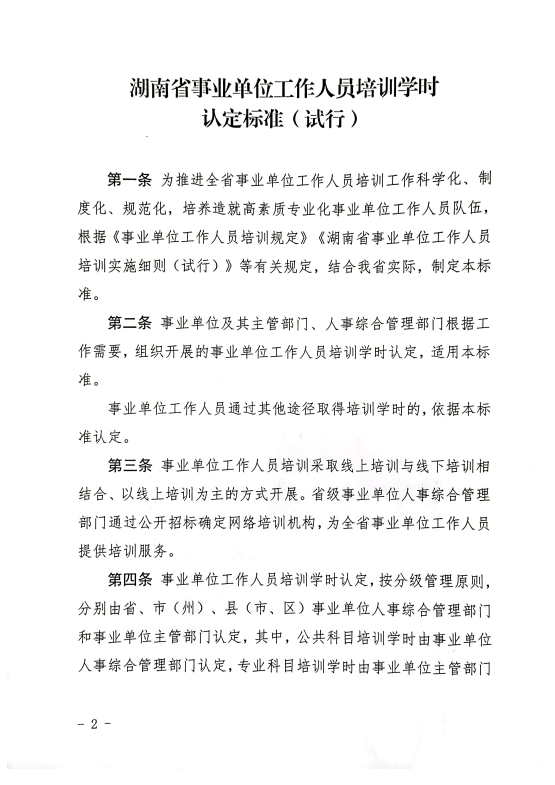 湖南省事业单位工作人员培训学时
认定标准（试行）
第一条 为推进全省事业单位工作人员培训工作科学化、制
度化、规范化，培养造就高素质专业化事业单位工作人员队伍，
根据《事业单位工作人员培训规定》《湖南省事业单位工作人员
培训实施细则（试行）》等有关规定，结合我省实际，制定本标
准。
第二条 事业单位及其主管部门、人事综合管理部门根据工
作需要，组织开展的事业单位工作人员培训学时认定，适用本标
准。
事业单位工作人员通过其他途径取得培训学时的，依据本标
准认定。
第三条 事业单位工作人员培训采取线上培训与线下培训相
结合、以线上培训为主的方式开展。省级事业单位人事综合管理
部门通过公开招标确定网络培训机构，为全省事业单位工作人员
提供培训服务。
第四条 事业单位工作人员培训学时认定，按分级管理原则，
分别由省、市（州）、县（市、区）事业单位人事综合管理部门
和事业单位主管部门认定，其中，公共科目培训学时由事业单位
人事综合管理部门认定，专业科目培训学时由事业单位主管部门
- 2 -